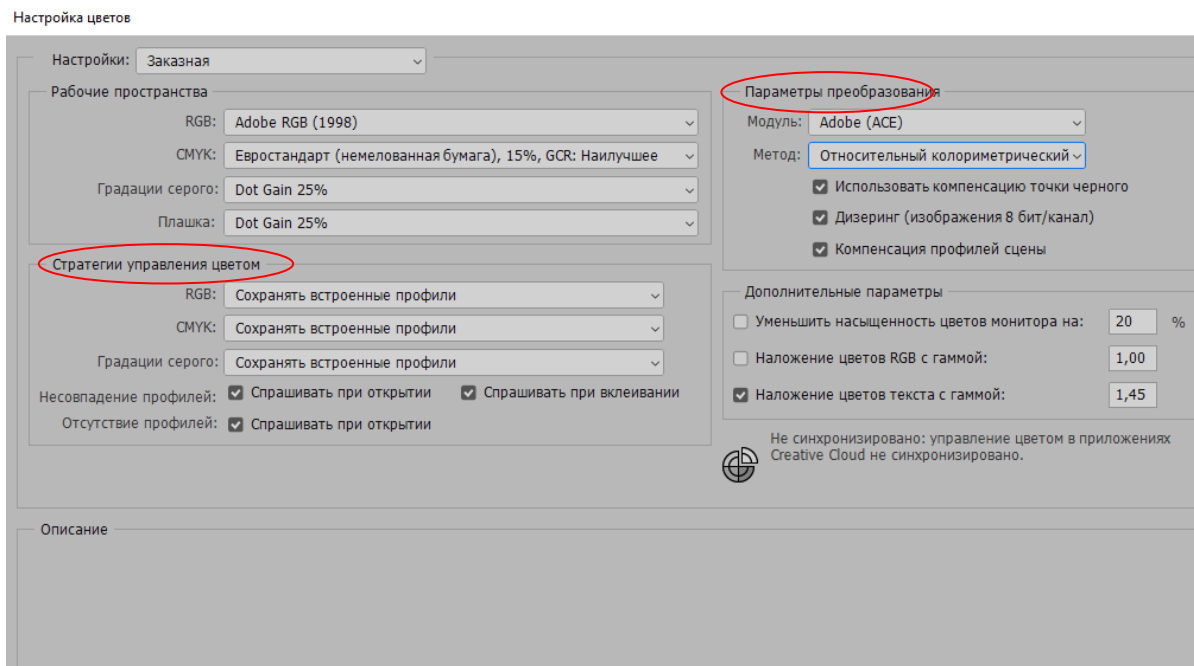 Настройка цветов
Настройки: Заказная
Рабочие пространства
RGB: Adobe RGB (1998)
CMYK: Евростандарт (немелованная бумага), 15%, GCR: Наилучшее
Градации серого: Dot Gain 25%
Плашка: Dot Gain 25%
Стратегии управления цветом
RGB: Сохранять встроенные профили
CMYK: Сохранять встроенные профили
Градации серого: Сохранять встроенные профили
Несовпадение профилей: Спрашивать при открытии Спрашивать при вклеивании
Отсутствие профилей: Спрашивать при открытии
Параметры преобразования
Модуль: Adobe (ACE)
Метод: Относительный колориметрический
Использовать компенсацию точки черного
Дизеринг (изображения 8 бит/канал)
Компенсация профилей сцены
Дополнительные параметры
Уменьшить насыщенность цветов монитора на: 20 %
Наложение цветов RGB с гаммой: 1,00
Наложение цветов текста с гаммой: 1,45
Не синхронизировано: управление цветом в приложениях
Creative Cloud не синхронизировано.
Описание